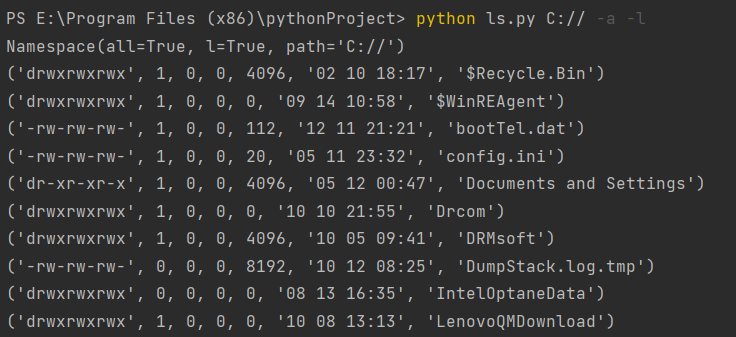 PS E:\Program Files (x86)\pythonProject> python ls.py C:// -a -l
Namespace(all=True, l=True, path='C://')
('drwxrwxrwx', 1, 0, 0, 4096, '02 10 18:17', '$Recycle.Bin')
('drwxrwxrwx', 1, 0, 0, 0, '09 14 10:58', '$WinREAgent')
('-rw-rw-rw-', 1, 0, 0, 112, '12 11 21:21', 'bootTel.dat')
('-rw-rw-rw-', 1, 0, 0, 20, '05 11 23:32', 'config.ini')
('dr-xr-xr-x', 1, 0, 0, 4096, '05 12 00:47', 'Documents and Settings')
('drwxrwxrwx', 1, 0, 0, 0, '10 10 21:55', 'Drcom')
('drwxrwxrwx', 1, 0, 0, 4096, '10 05 09:41', 'DRMsoft')
('-rw-rw-rw-', 0, 0, 0, 8192, '10 12 08:25', 'DumpStack.log.tmp')
('drwxrwxrwx', 0, 0, 0, 0, '08 13 16:35', 'IntelOptaneData')
('drwxrwxrwx', 1, 0, 0, 0, '10 08 13:13', 'LenovoQMDownload')